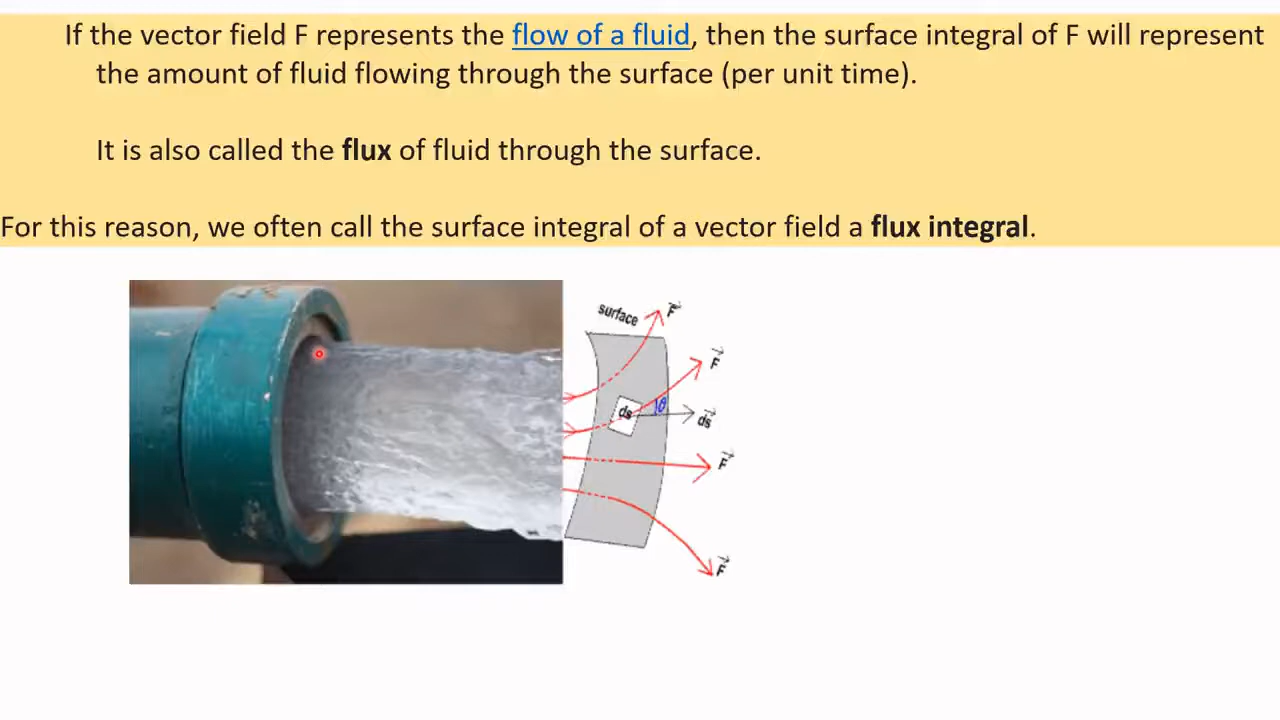 If the vector field F represents the flow of a fluid, then the surface integral of F will represent
the amount of fluid flowing through the surface (per unit time).
It is also called the flux of fluid through the surface.
For this reason, we often call the surface integral of a vector field a flux integral.
surface
F⃗
F⃗
ds
θ
ds⃗
F⃗
F⃗